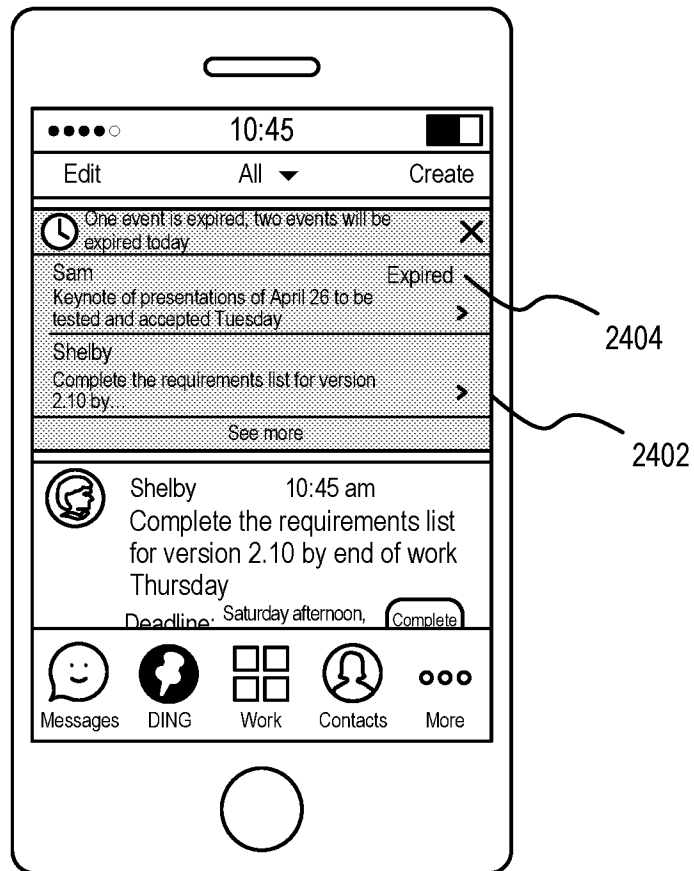 10:45
Edit All Create
One event is expired, two events will be
expired today
Sam Expired
Keynote of presentations of April 26 to be
tested and accepted Tuesday
Shelby
Complete the requirements list for version
2.10 by.
See more
Shelby 10:45 am
Complete the requirements list
for version 2.10 by end of work
Thursday
Deadline: Saturday afternoon, Complete
Messages DING Work Contacts More
2404
2402